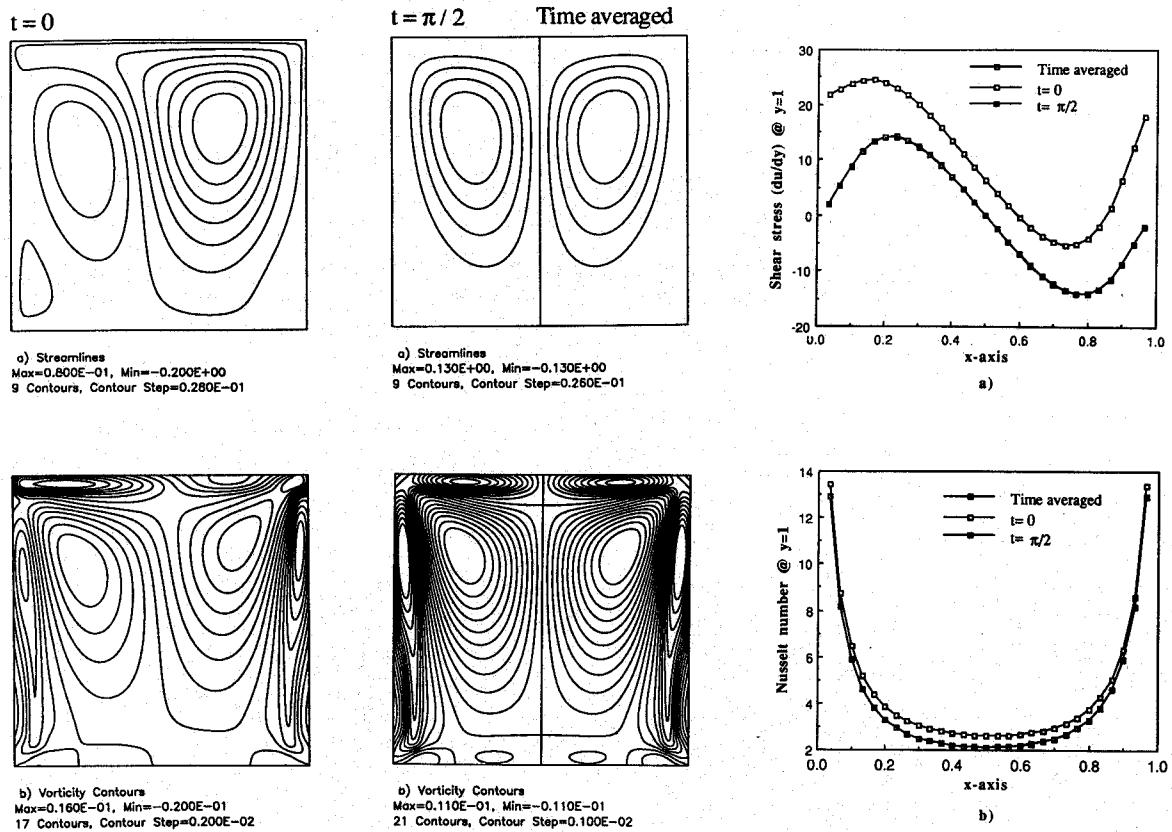 t = 0
t = π / 2
Time averaged
a) Streamlines
Max=0.800E-01, Min=-0.200E+00
9 Contours, Contour Step=0.280E-01
a) Streamlines
Max=0.130E+00, Min=-0.130E+00
9 Contours, Contour Step=0.260E-01
Shear stress (du/dy) @ y=1
30
20
10
0
-10
-20
Time averaged
t= 0
t= π/2
0.0 0.2 0.4 0.6 0.8 1.0
x-axis
a)
b) Vorticity Contours
Max=0.160E-01, Min=-0.200E-01
17 Contours, Contour Step=0.200E-02
b) Vorticity Contours
Max=0.110E-01, Min=-0.110E-01
21 Contours, Contour Step=0.100E-02
Nusselt number @ y=1
14
12
10
8
6
4
2
Time averaged
t= 0
t= π/2
0.0 0.2 0.4 0.6 0.8 1.0
x-axis
b)